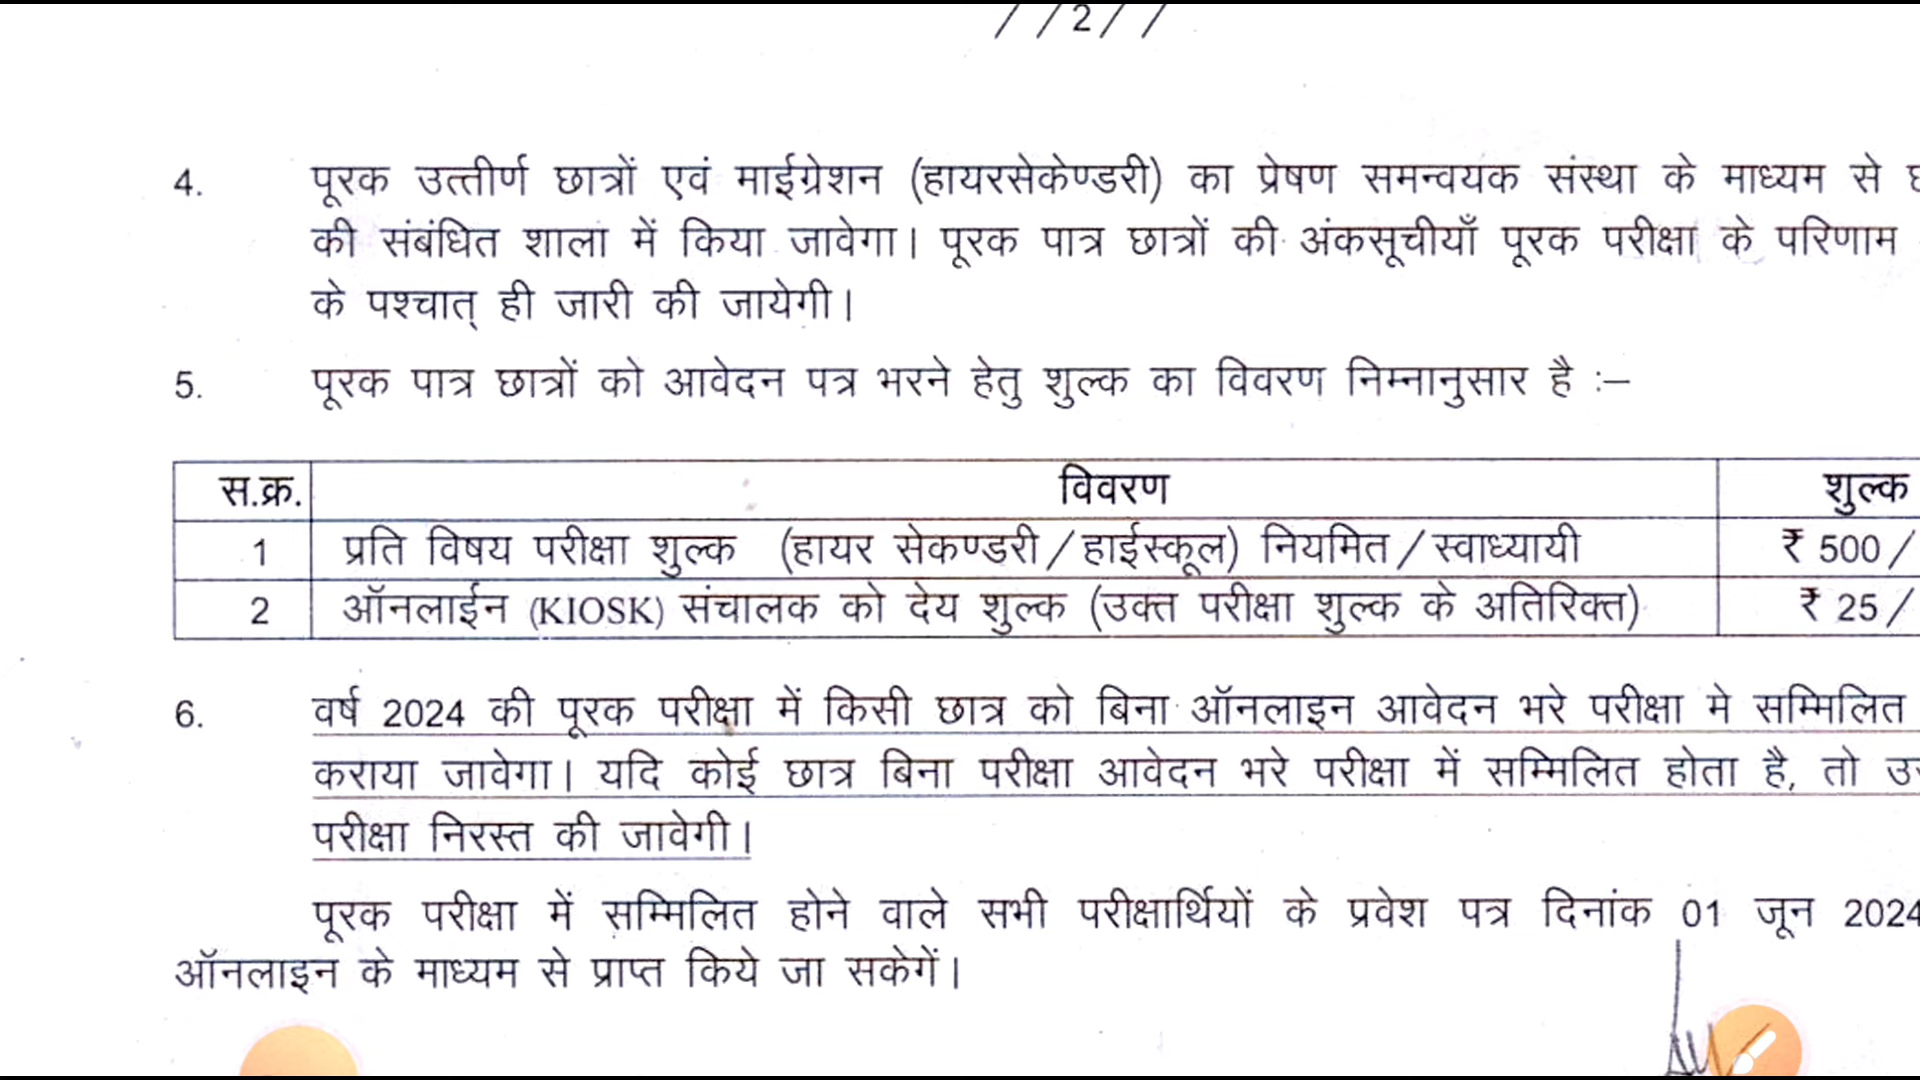 //2//
4. पूरक उत्तीर्ण छात्रों एवं माईग्रेशन (हायरसेकेण्डरी) का प्रेषण समन्वयक संस्था के माध्यम से
की संबंधित शाला में किया जावेगा। पूरक पात्र छात्रों की अंकसूचीयाँ पूरक परीक्षा के परिणाम
के पश्चात् ही जारी की जायेगी।
5. पूरक पात्र छात्रों को आवेदन पत्र भरने हेतु शुल्क का विवरण निम्नानुसार है :–
स.क्र. विवरण शुल्क
1 प्रति विषय परीक्षा शुल्क (हायर सेकण्डरी/हाईस्कूल) नियमित/स्वाध्यायी ₹ 500/
2 ऑनलाईन (KIOSK) संचालक को देय शुल्क (उक्त परीक्षा शुल्क के अतिरिक्त) ₹ 25/
6. वर्ष 2024 की पूरक परीक्षा में किसी छात्र को बिना ऑनलाइन आवेदन भरे परीक्षा मे सम्मिलित
कराया जावेगा। यदि कोई छात्र बिना परीक्षा आवेदन भरे परीक्षा में सम्मिलित होता है, तो
परीक्षा निरस्त की जावेगी।
पूरक परीक्षा में सम्मिलित होने वाले सभी परीक्षार्थियों के प्रवेश पत्र दिनांक 01 जून 2024
ऑनलाइन के माध्यम से प्राप्त किये जा सकेगें।